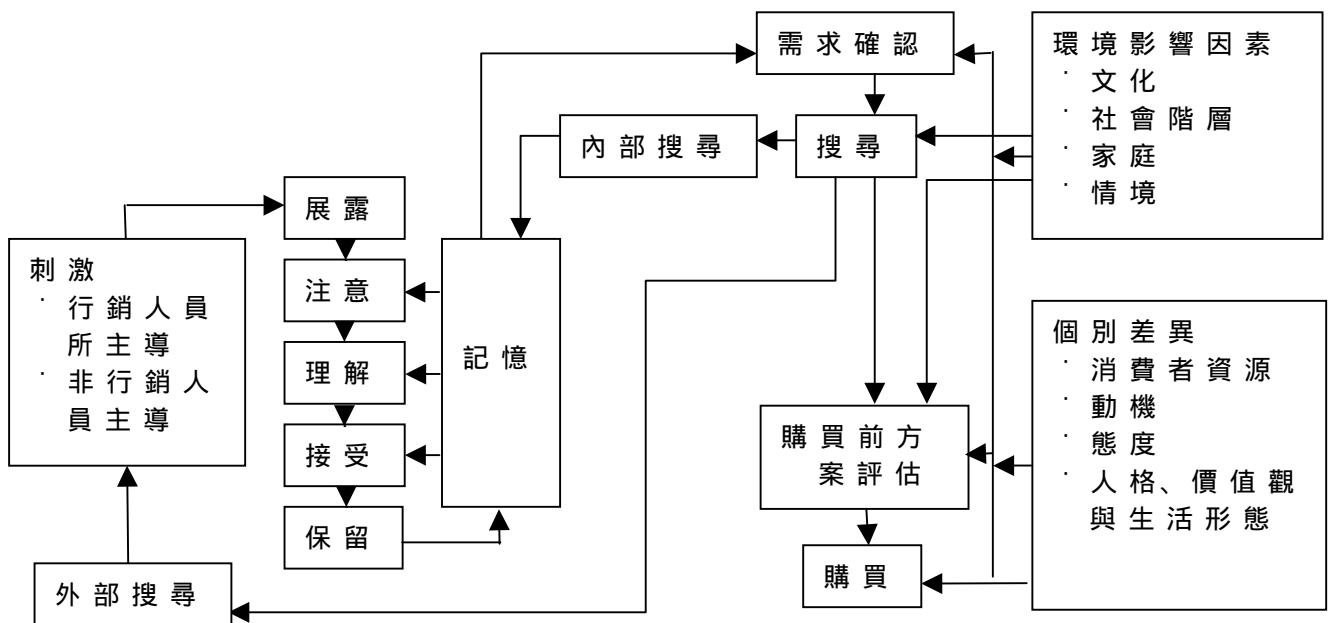 需求確認
環境影響因素
˙文化
˙社會階層
˙家庭
˙情境
內部搜尋
搜尋
展露
刺激
˙行銷人員
所主導
˙非行銷人
員主導
注意
理解
記憶
接受
保留
個別差異
˙消費者資源
˙動機
˙態度
˙人格、價值觀
與生活形態
購買前方
案評估
購買
外部搜尋